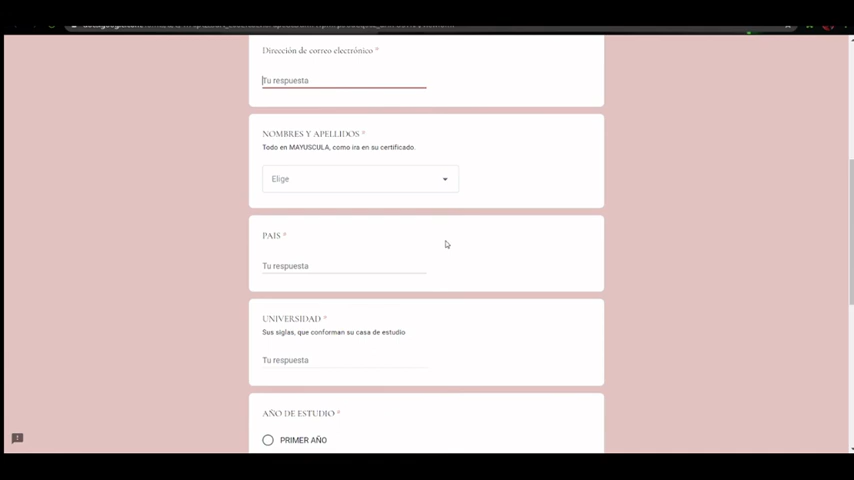 Dirección de correo electrónico *
Tu respuesta
NOMBRES Y APELLIDOS *
Todo en MAYUSCULA, como ira en su certificado.
Elige
PAIS *
Tu respuesta
UNIVERSIDAD *
Sus siglas, que conforman su casa de estudio
Tu respuesta
AÑO DE ESTUDIO *
PRIMER AÑO